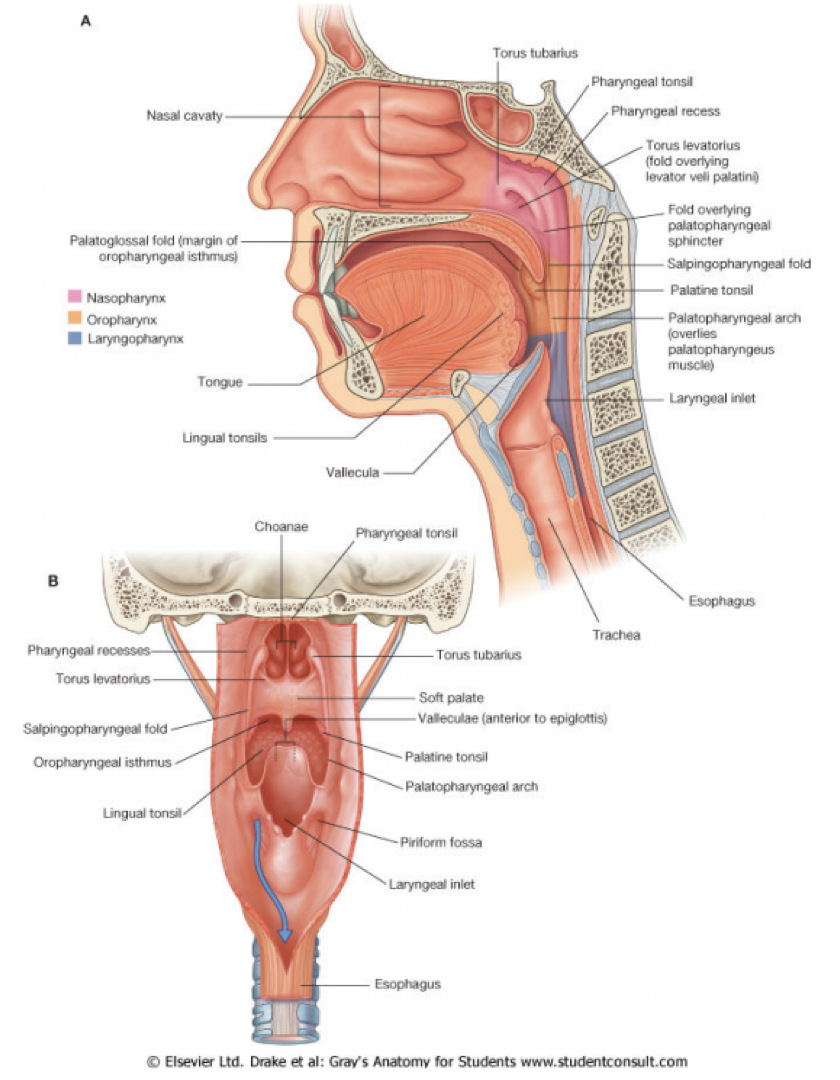 A
Torus tubarius
Pharyngeal tonsil
Nasal cavaty
Pharyngeal recess
Torus levatorius
(fold overlying
levator veli palatini)
Fold overlying
palatopharyngeal
sphincter
Palatoglossal fold (margin of
oropharyngeal isthmus)
Salpingopharyngeal fold
Palatine tonsil
Nasopharynx
Oropharynx
Laryngopharynx
Palatopharyngeal arch
(overlies
palatopharyngeus
muscle)
Tongue
Laryngeal inlet
Lingual tonsils
Vallecula
Esophagus
Trachea
B
Choanae
Pharyngeal tonsil
Pharyngeal recesses
Torus tubarius
Torus levatorius
Soft palate
Valleculae (anterior to epiglottis)
Salpingopharyngeal fold
Palatine tonsil
Oropharyngeal isthmus
Palatopharyngeal arch
Lingual tonsil
Piriform fossa
Laryngeal inlet
Esophagus
© Elsevier Ltd. Drake et al: Gray's Anatomy for Students www.studentconsult.com